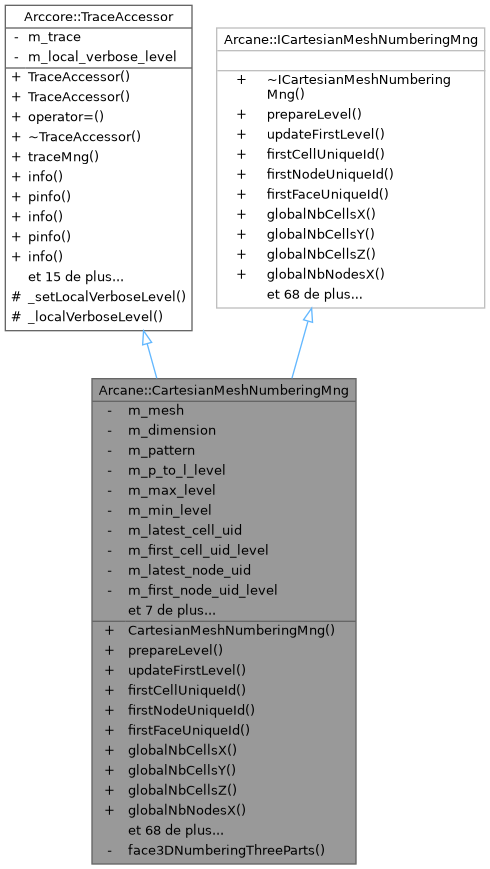 Arccore::TraceAccessor
- m_trace
- m_local_verbose_level
+ TraceAccessor()
+ TraceAccessor()
+ operator=()
+ ~TraceAccessor()
+ traceMng()
+ info()
+ pinfo()
+ info()
+ pinfo()
+ info()
et 15 de plus...
# _setLocalVerboseLevel()
# _localVerboseLevel()
Arcane::ICartesianMeshNumberingMng
+ ~ICartesianMeshNumbering
Mng()
+ prepareLevel()
+ updateFirstLevel()
+ firstCellUniqueId()
+ firstNodeUniqueId()
+ firstFaceUniqueId()
+ globalNbCellsX()
+ globalNbCellsY()
+ globalNbCellsZ()
+ globalNbNodesX()
et 68 de plus...
Arcane::CartesianMeshNumberingMng
- m_mesh
- m_dimension
- m_pattern
- m_p_to_l_level
- m_max_level
- m_min_level
- m_latest_cell_uid
- m_first_cell_uid_level
- m_latest_node_uid
- m_first_node_uid_level
et 7 de plus...
+ CartesianMeshNumberingMng()
+ prepareLevel()
+ updateFirstLevel()
+ firstCellUniqueId()
+ firstNodeUniqueId()
+ firstFaceUniqueId()
+ globalNbCellsX()
+ globalNbCellsY()
+ globalNbCellsZ()
+ globalNbNodesX()
et 68 de plus...
- face3DNumberingThreeParts()